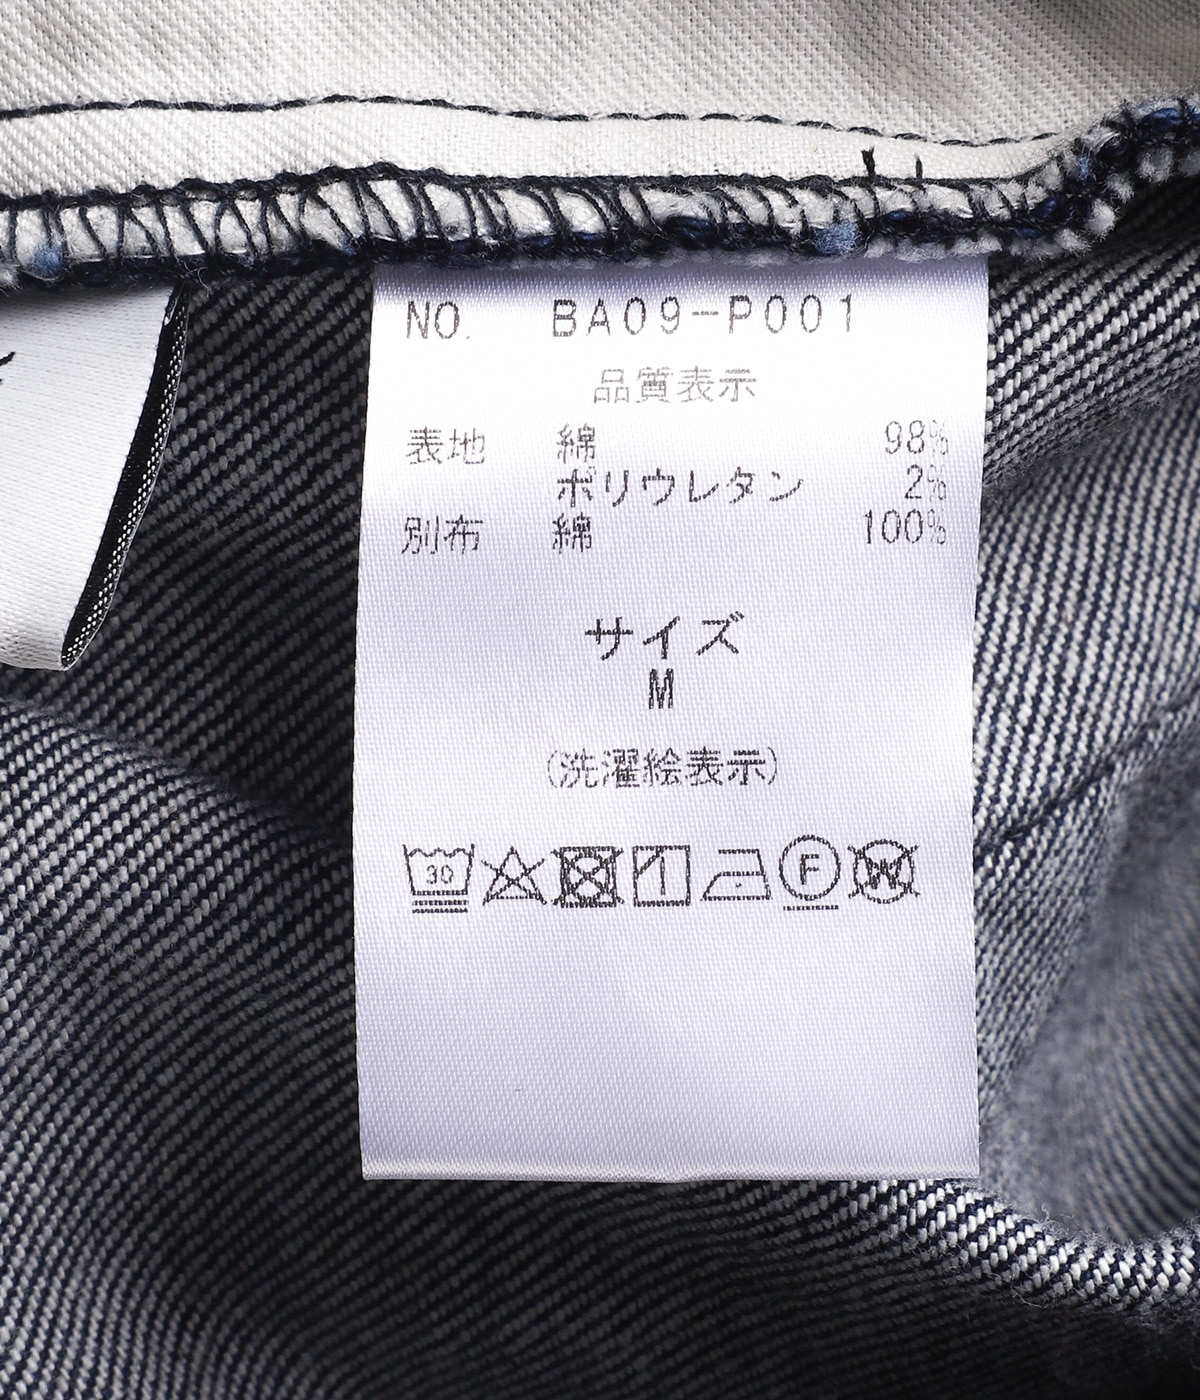 NO. BA09-P001
品質表示
表地 綿 98%
ポリウレタン 2%
別布 綿 100%
サイズ
M
(洗濯絵表示)
30 F W